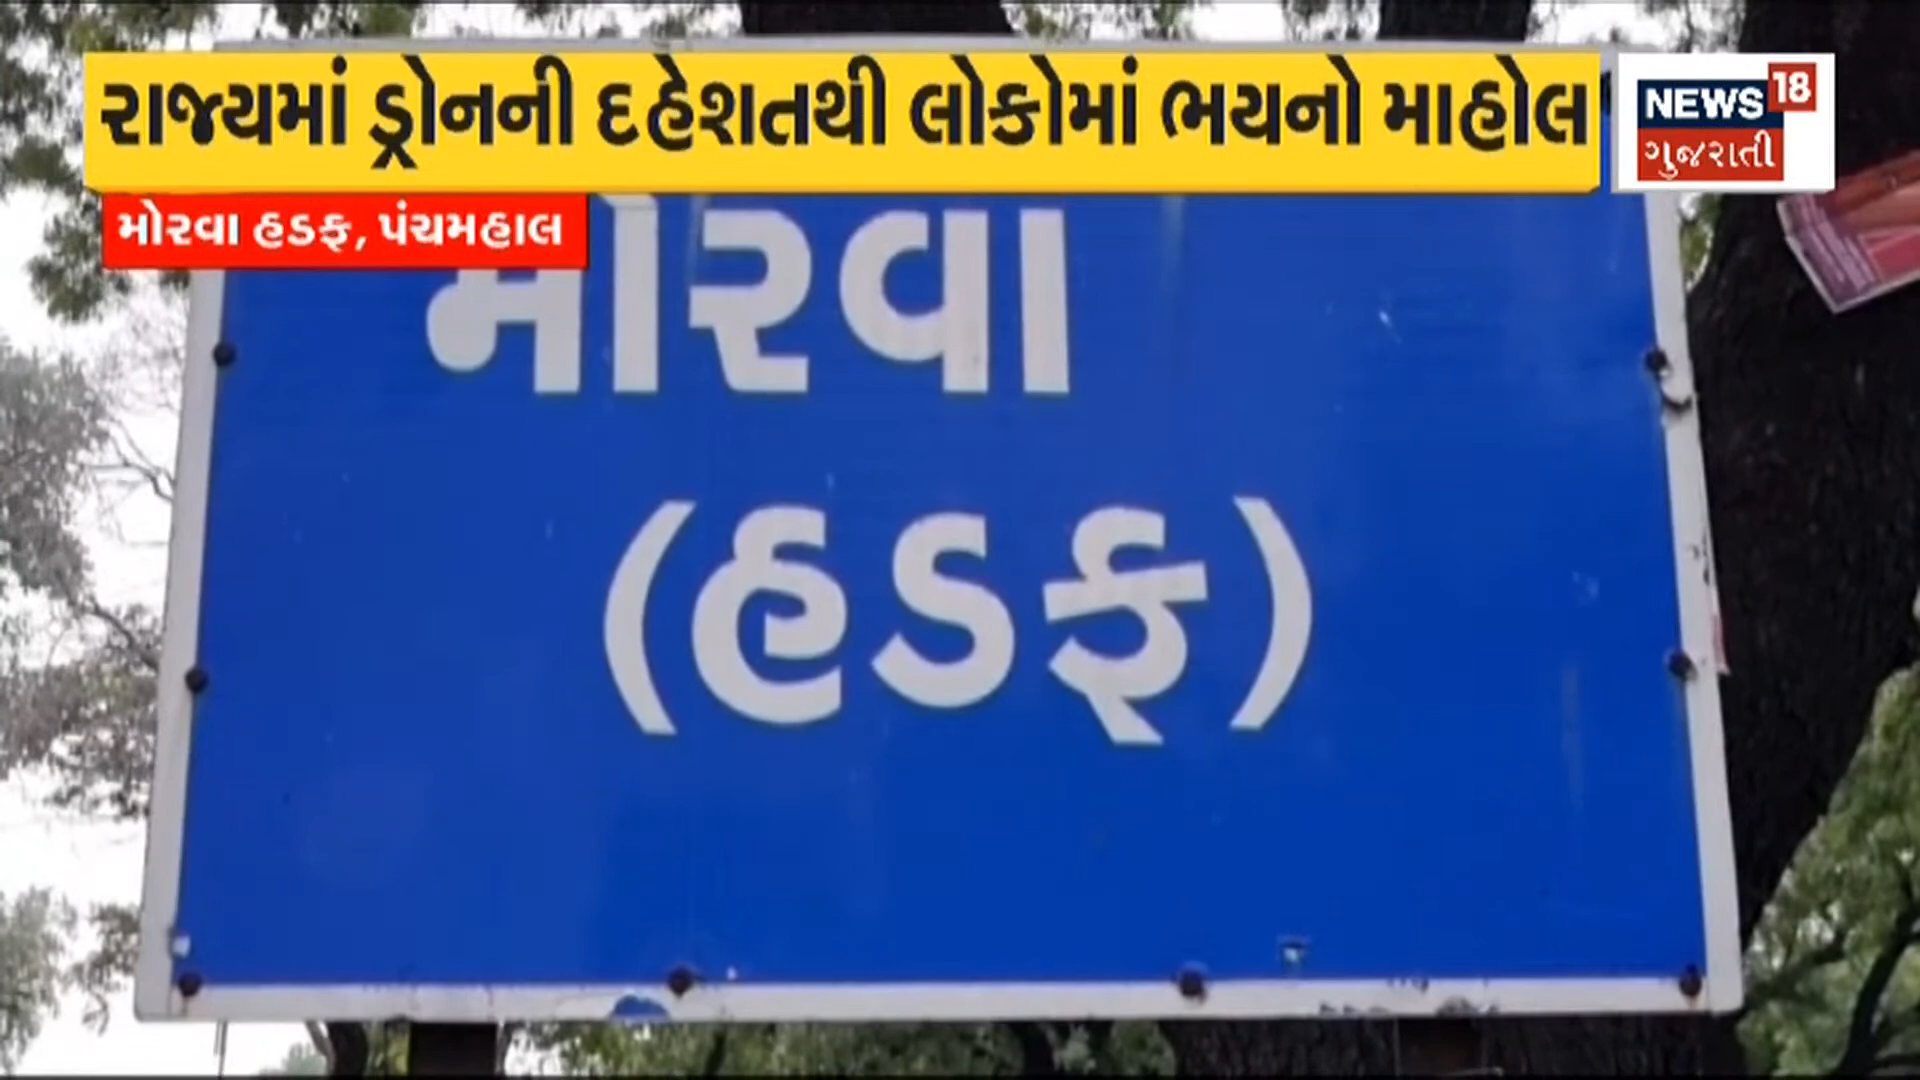 રાજ્યમાં ડ્રોનની દહેશતથી લોકોમાં ભયનો માહોલ
NEWS 18
ગુજરાતી
મોરવા હડફ, પંચમહાલ
મોરવા
(હડફ)